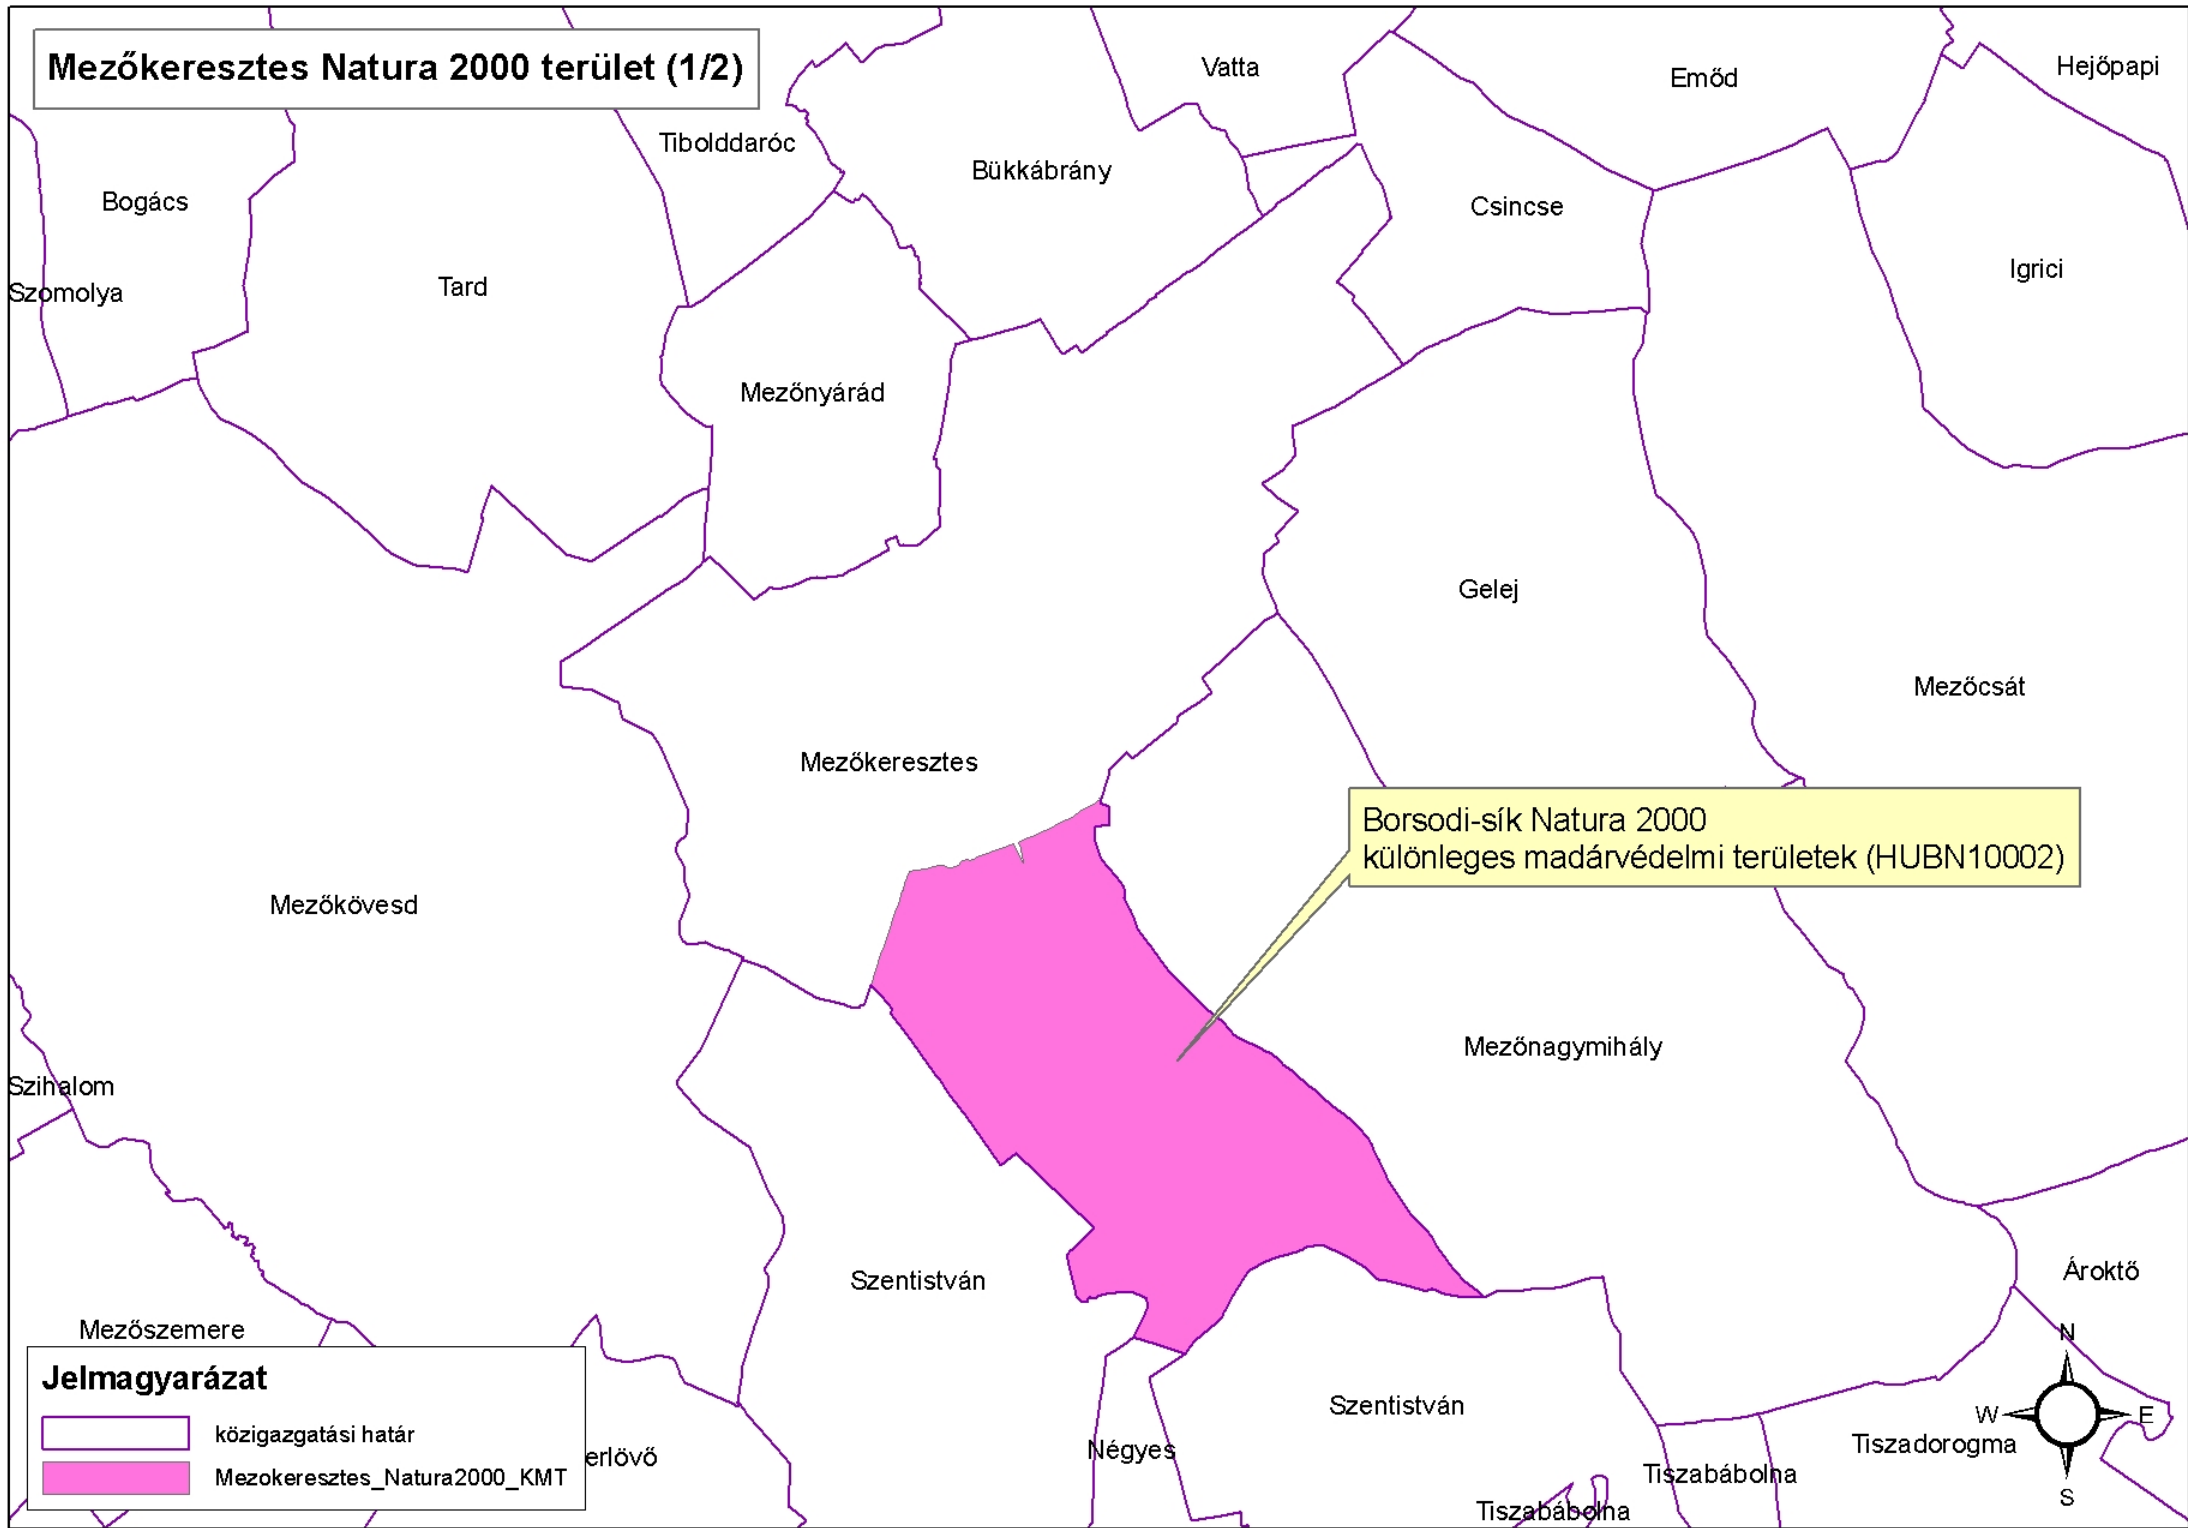 Mezőkeresztes Natura 2000 terület (1/2)
Vatta
Emőd
Hejőpapi
Tibolddaróc
Bükkábrány
Bogács
Csincse
Igrici
Szomolya
Tard
Mezőnyárád
Gelej
Mezőcsát
Mezőkeresztes
Borsodi-sík Natura 2000
különleges madárvédelmi területek (HUBN10002)
Mezőkövesd
Mezőnagymihály
Szihalom
Szentistván
Ároktő
Mezőszemere
N
W
E
S
Jelmagyarázat
közigazgatási határ
Mezokeresztes_Natura2000_KMT
erlövő
Szentistván
Négyes
Tiszadorogma
Tiszabábolna
Tiszabábolna